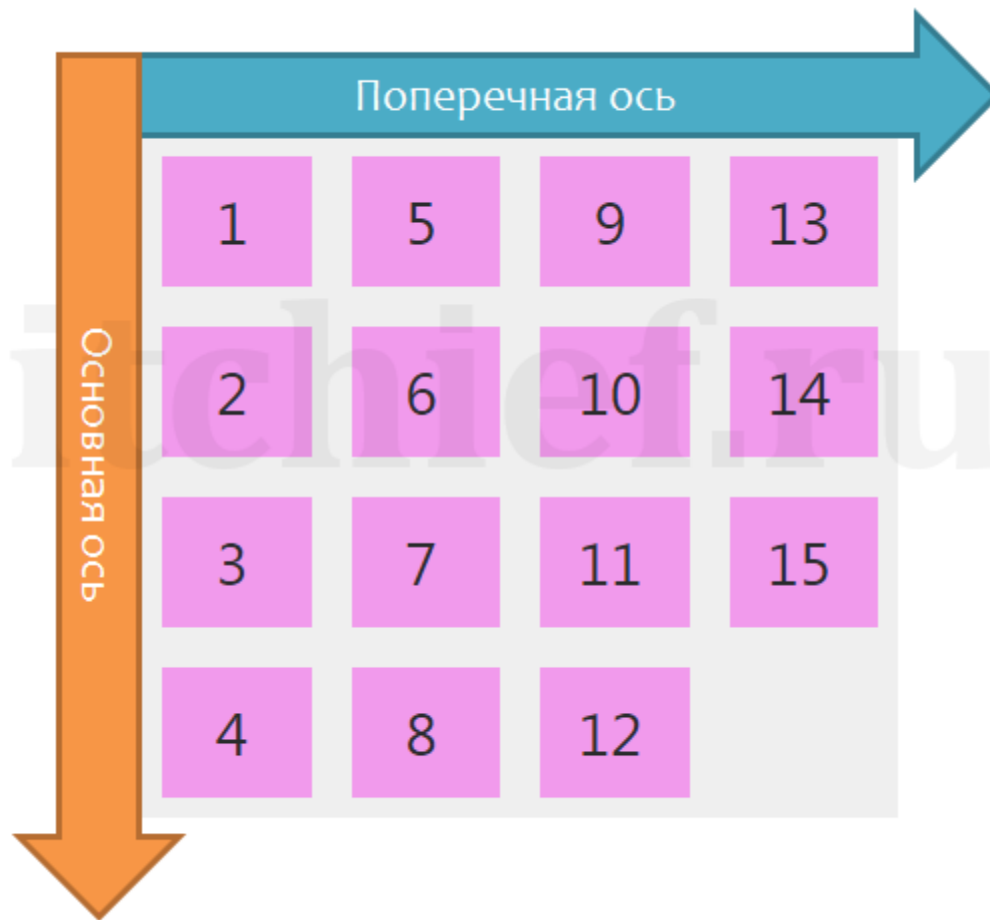 Поперечная ось
Основная ось
1 5 9 13
2 6 10 14
3 7 11 15
4 8 12
itchief.ru